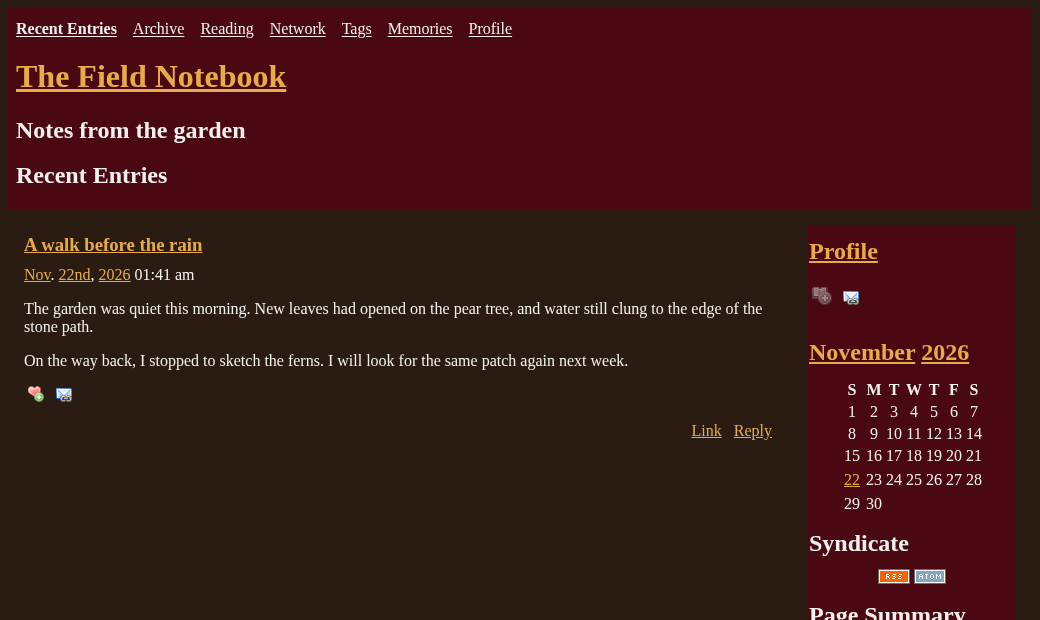 Recent Entries Archive Reading Network Tags Memories Profile
The Field Notebook
Notes from the garden
Recent Entries
A walk before the rain
Nov. 22nd, 2026 01:41 am
The garden was quiet this morning. New leaves had opened on the pear tree, and water still clung to the edge of the
stone path.
On the way back, I stopped to sketch the ferns. I will look for the same patch again next week.
Link Reply
Profile
November 2026
S M T W T F S
1 2 3 4 5 6 7
8 9 10 11 12 13 14
15 16 17 18 19 20 21
22 23 24 25 26 27 28
29 30
Syndicate
RSS ATOM
Page Summary